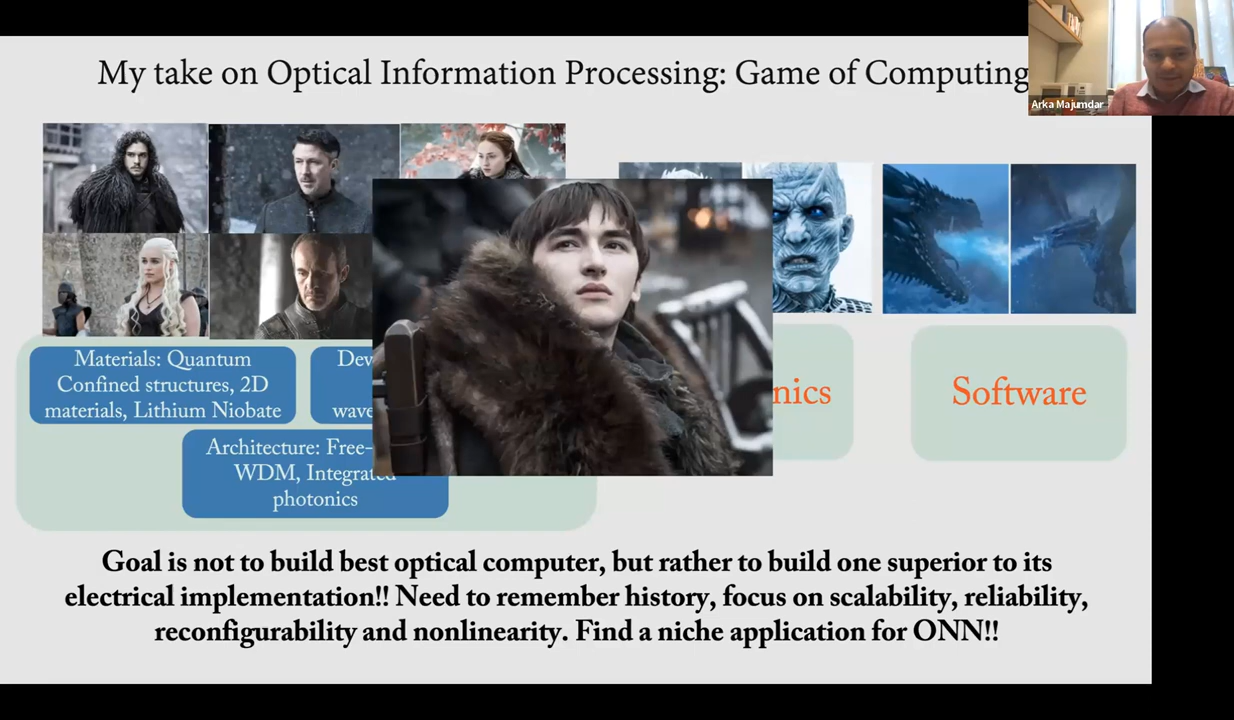 My take on Optical Information Processing: Game of Computing
Arka Majumdar
Materials: Quantum
Confined structures, 2D
materials, Lithium Niobate
Architecture: Free-
WDM, Integrated
photonics
Software
Goal is not to build best optical computer, but rather to build one superior to its
electrical implementation!! Need to remember history, focus on scalability, reliability,
reconfigurability and nonlinearity. Find a niche application for ONN!!